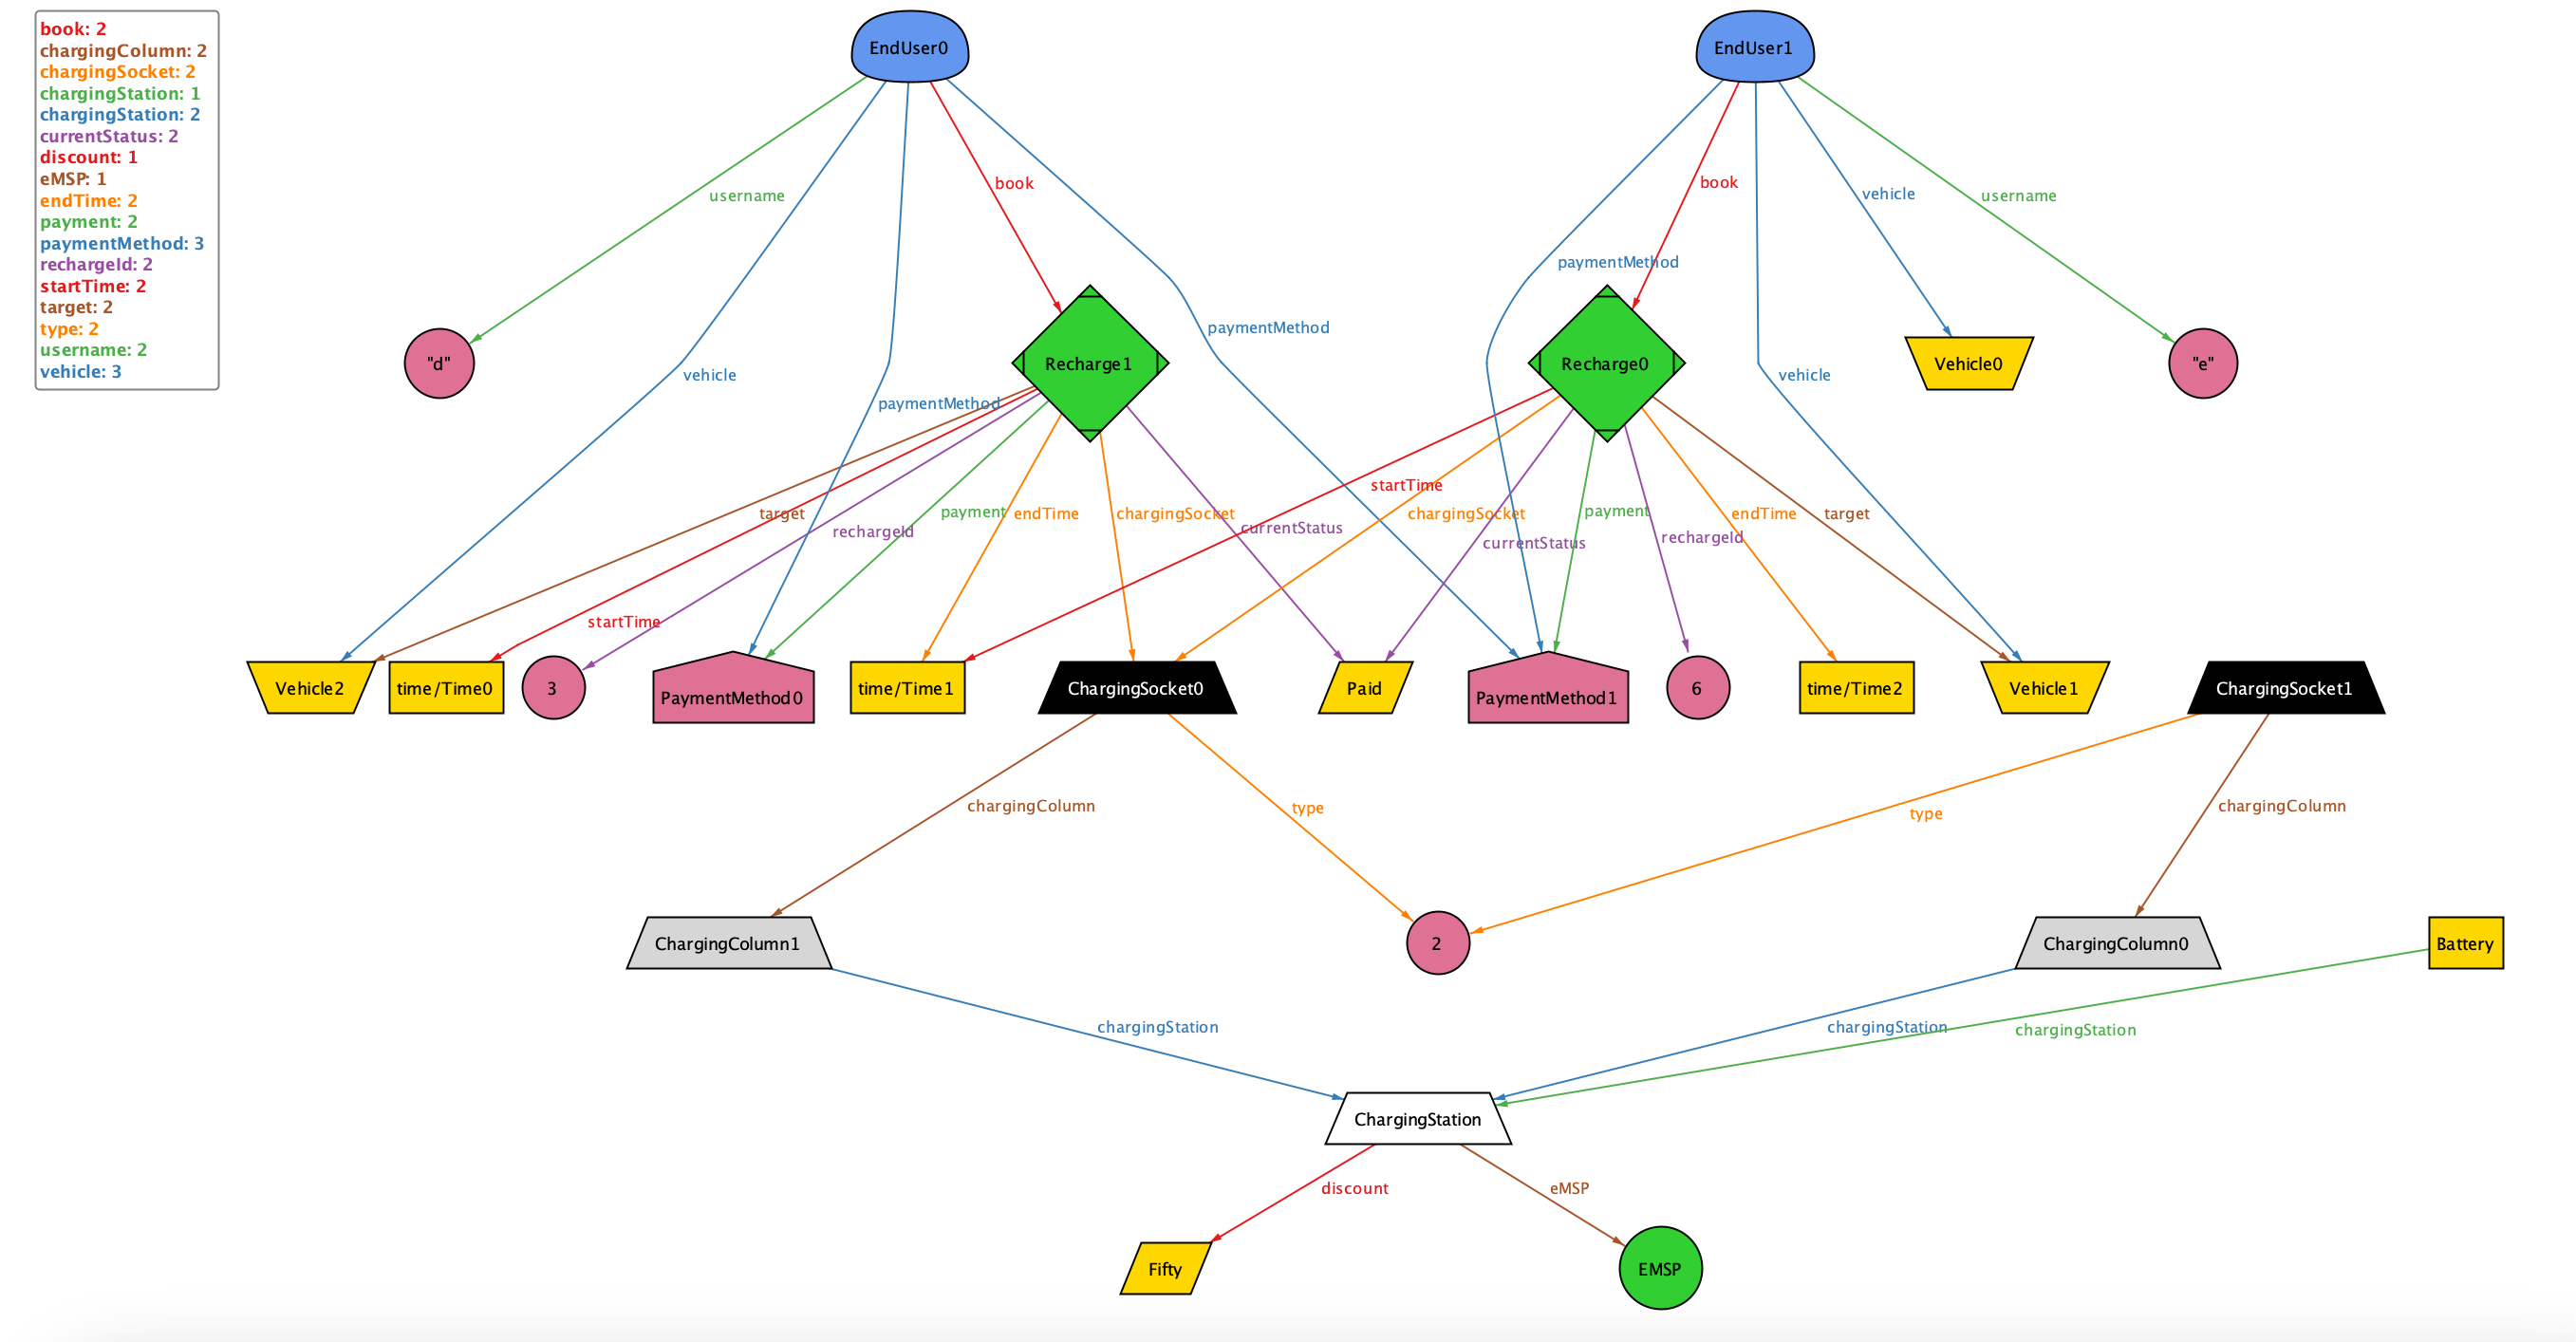 book: 2
chargingColumn: 2
chargingSocket: 2
chargingStation: 1
chargingStation: 2
currentStatus: 2
discount: 1
eMSP: 1
endTime: 2
payment: 2
paymentMethod: 3
rechargeId: 2
startTime: 2
target: 2
type: 2
username: 2
vehicle: 3
EndUser0
EndUser1
username
book
book
vehicle
username
paymentMethod
paymentMethod
"d"
Recharge1
Recharge0
Vehicle0
"e"
vehicle
vehicle
paymentMethod
startTime
target
rechargeId
payment
endTime
chargingSocket
currentStatus
chargingSocket
currentStatus
payment
rechargeId
endTime
target
startTime
Vehicle2
time/Time0
3
PaymentMethod0
time/Time1
ChargingSocket0
Paid
PaymentMethod1
6
time/Time2
Vehicle1
ChargingSocket1
chargingColumn
type
type
chargingColumn
ChargingColumn1
2
ChargingColumn0
Battery
chargingStation
chargingStation
chargingStation
ChargingStation
discount
eMSP
Fifty
EMSP